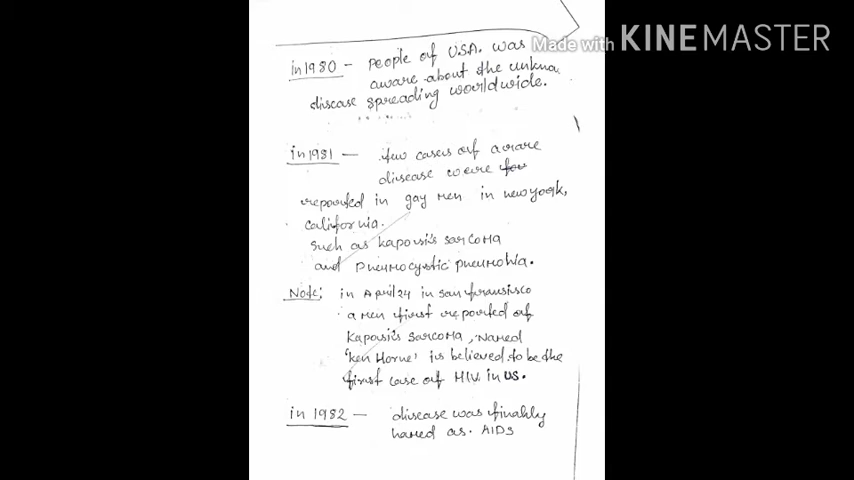 Made with KINEMASTER
in 1980 - People of U.S.A. was
aware about the unkno
disease spreading worldwide.
in 1981 - few cases of a rare
disease were for
reported in gay men in newyork,
california.
such as kaposi's sarcoma
and Pneumocystic pneumonia.
Note: in April 24 in san fransisco
a men first reported of
Kaposi's sarcoma, Named
'Ken Horne' is believed to be the
first case of HIV in US.
in 1982 - disease was finally
named as. AIDS